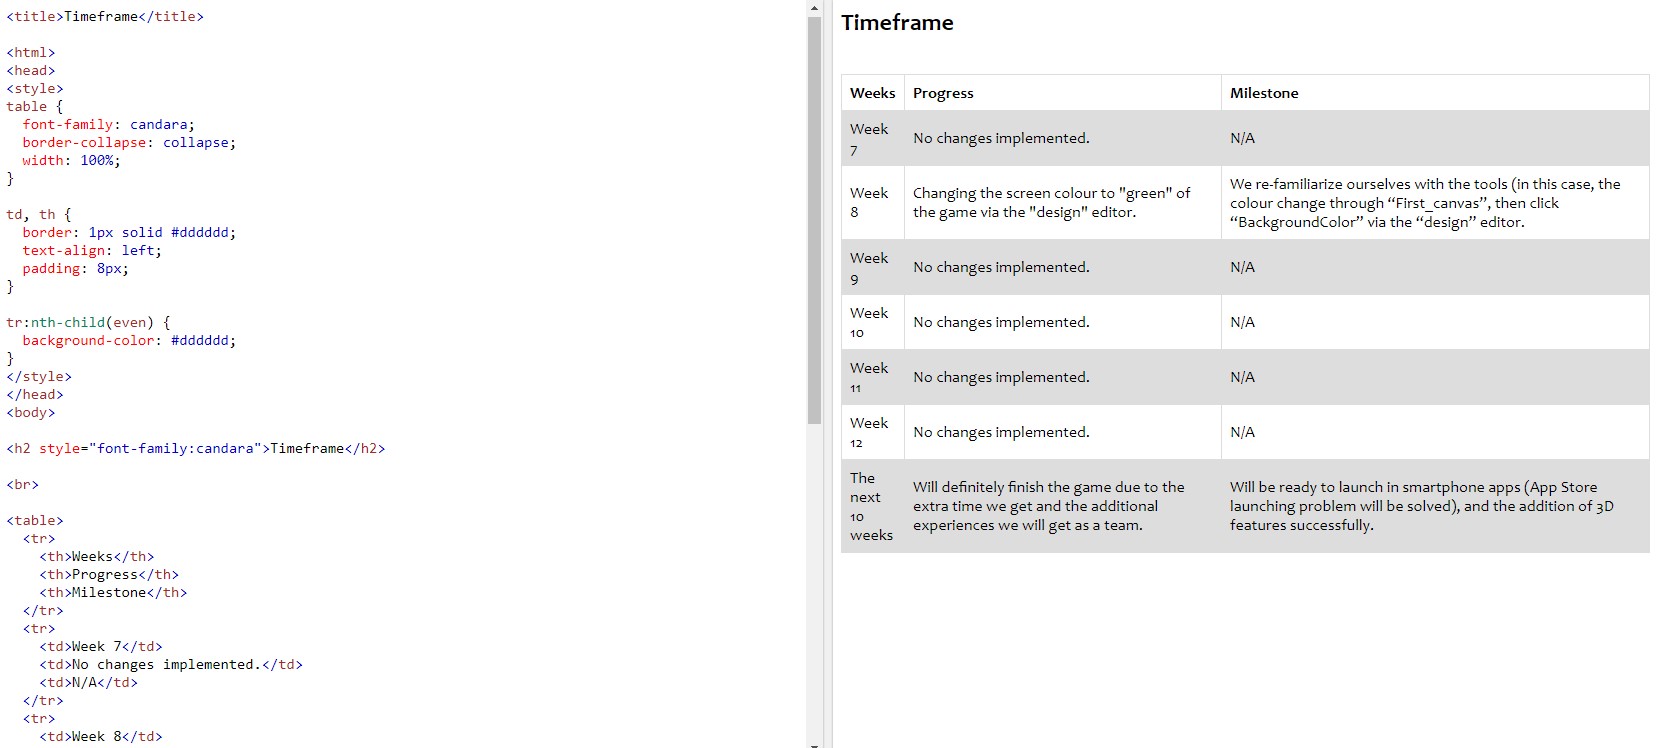 <title>Timeframe</title>
<html>
<head>
<style>
table {
font-family: candara;
border-collapse: collapse;
width: 100%;
}
td, th {
border: 1px solid #dddddd;
text-align: left;
padding: 8px;
}
tr:nth-child(even) {
background-color: #dddddd;
}
</style>
</head>
<body>
<h2 style="font-family:candara">Timeframe</h2>
<br>
<table>
<tr>
<th>Weeks</th>
<th>Progress</th>
<th>Milestone</th>
</tr>
<tr>
<td>Week 7</td>
<td>No changes implemented.</td>
<td>N/A</td>
</tr>
<tr>
<td>Week 8</td>
Timeframe
Weeks Progress Milestone
Week
7
No changes implemented.
N/A
Week
8
Changing the screen colour to "green" of
the game via the "design" editor.
We re-familiarize ourselves with the tools (in this case, the
colour change through “First_canvas”, then click
“BackgroundColor” via the “design” editor.
Week
9
No changes implemented.
N/A
Week
10
No changes implemented.
N/A
Week
11
No changes implemented.
N/A
Week
12
No changes implemented.
N/A
The
next
10
weeks
Will definitely finish the game due to the
extra time we get and the additional
experiences we will get as a team.
Will be ready to launch in smartphone apps (App Store
launching problem will be solved), and the addition of 3D
features successfully.